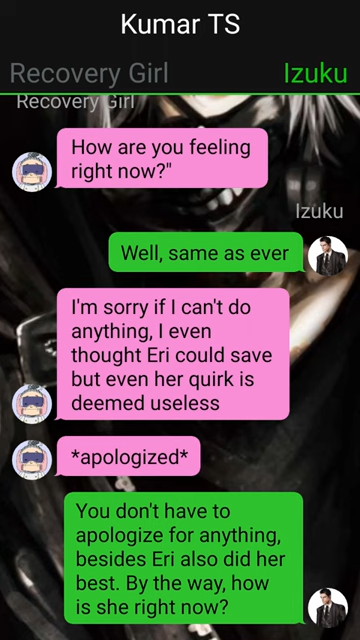 Kumar TS
Recovery Girl
Izuku
Recovery Girl
How are you feeling
right now?"
Izuku
Well, same as ever
I'm sorry if I can't do
anything, I even
thought Eri could save
but even her quirk is
deemed useless
*apologized*
You don't have to
apologize for anything,
besides Eri also did her
best. By the way, how
is she right now?